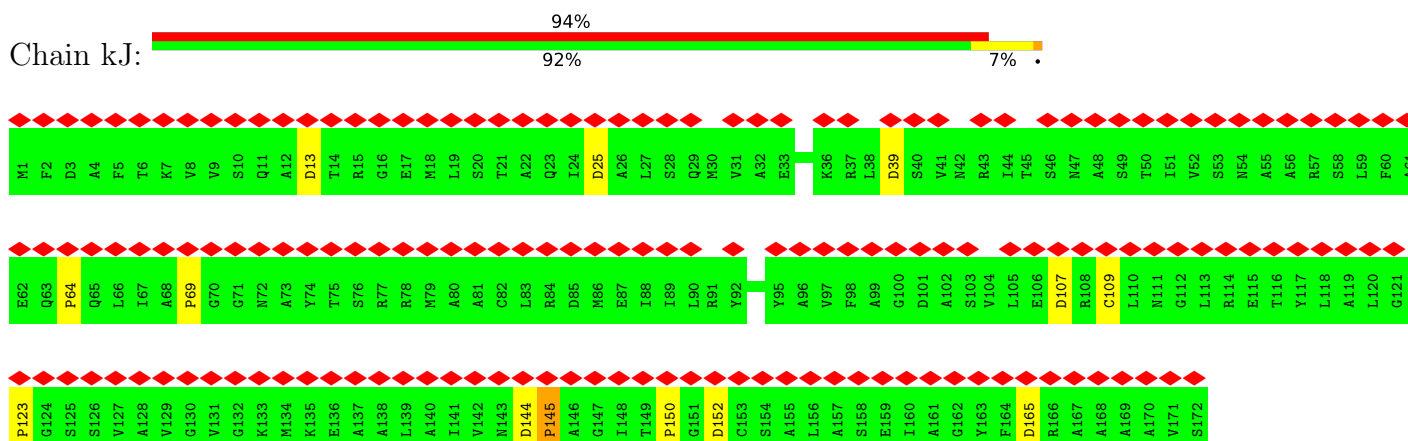 94%
Chain kJ:
92% 7% •
M1 F2 D3 A4 F5 T6 K7 V8 V9 S10 Q11 A12 D13 T14 R15 G16 E17 M18 L19 S20 T21 A22 Q23 I24 D25 A26 L27 S28 Q29 M30 V31 A32 E33 K36 R37 L38 D39 S40 V41 N42 R43 I44 T45 S46 N47 A48 S49 T50 I51 V52 S53 N54 A55 A56 R57 S58 L59 F60 A61
E62 Q63 P64 Q65 L66 I67 A68 P69 G70 G71 N72 A73 Y74 T75 S76 R77 R78 M79 A80 A81 C82 L83 R84 D85 M86 E87 I88 I89 L90 R91 Y92 Y95 A96 V97 F98 A99 G100 D101 A102 S103 V104 L105 E106 D107 R108 C109 L110 N111 G112 L113 R114 E115 T116 Y117 L118 A119 L120 G121
P123 G124 S125 S126 V127 A128 V129 G130 V131 G132 K133 M134 K135 E136 A137 A138 L139 A140 I141 V142 N143 D144 P145 A146 G147 I148 T149 P150 G151 D152 C153 S154 A155 L156 A157 S158 E159 I160 A161 G162 Y163 F164 D165 R166 A167 A168 A169 A170 V171 S172